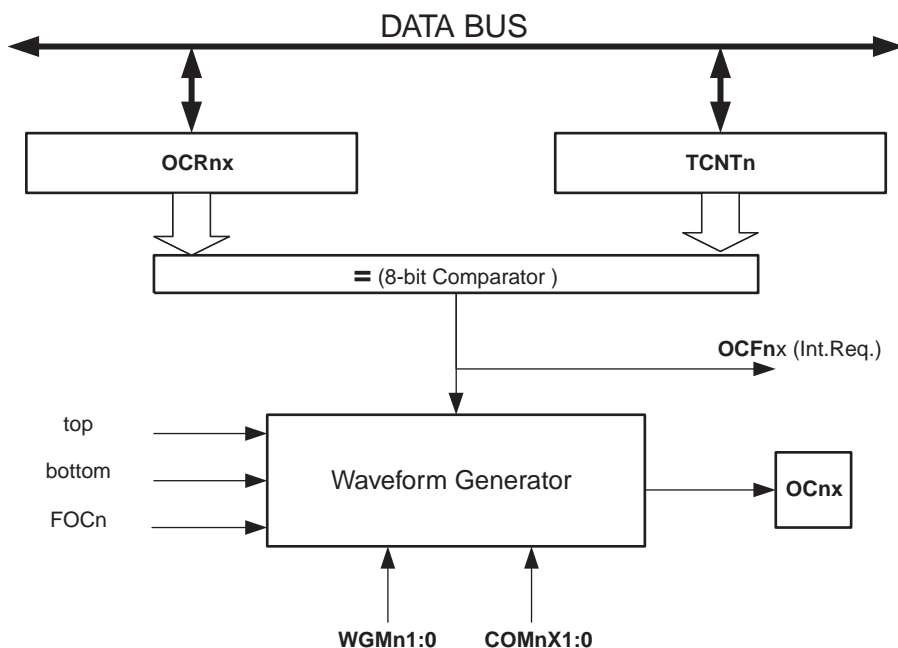 DATA BUS
OCRnx
TCNTn
= (8-bit Comparator )
OCFnx (Int.Req.)
top
bottom
FOCn
Waveform Generator
OCnx
WGMn1:0
COMnX1:0